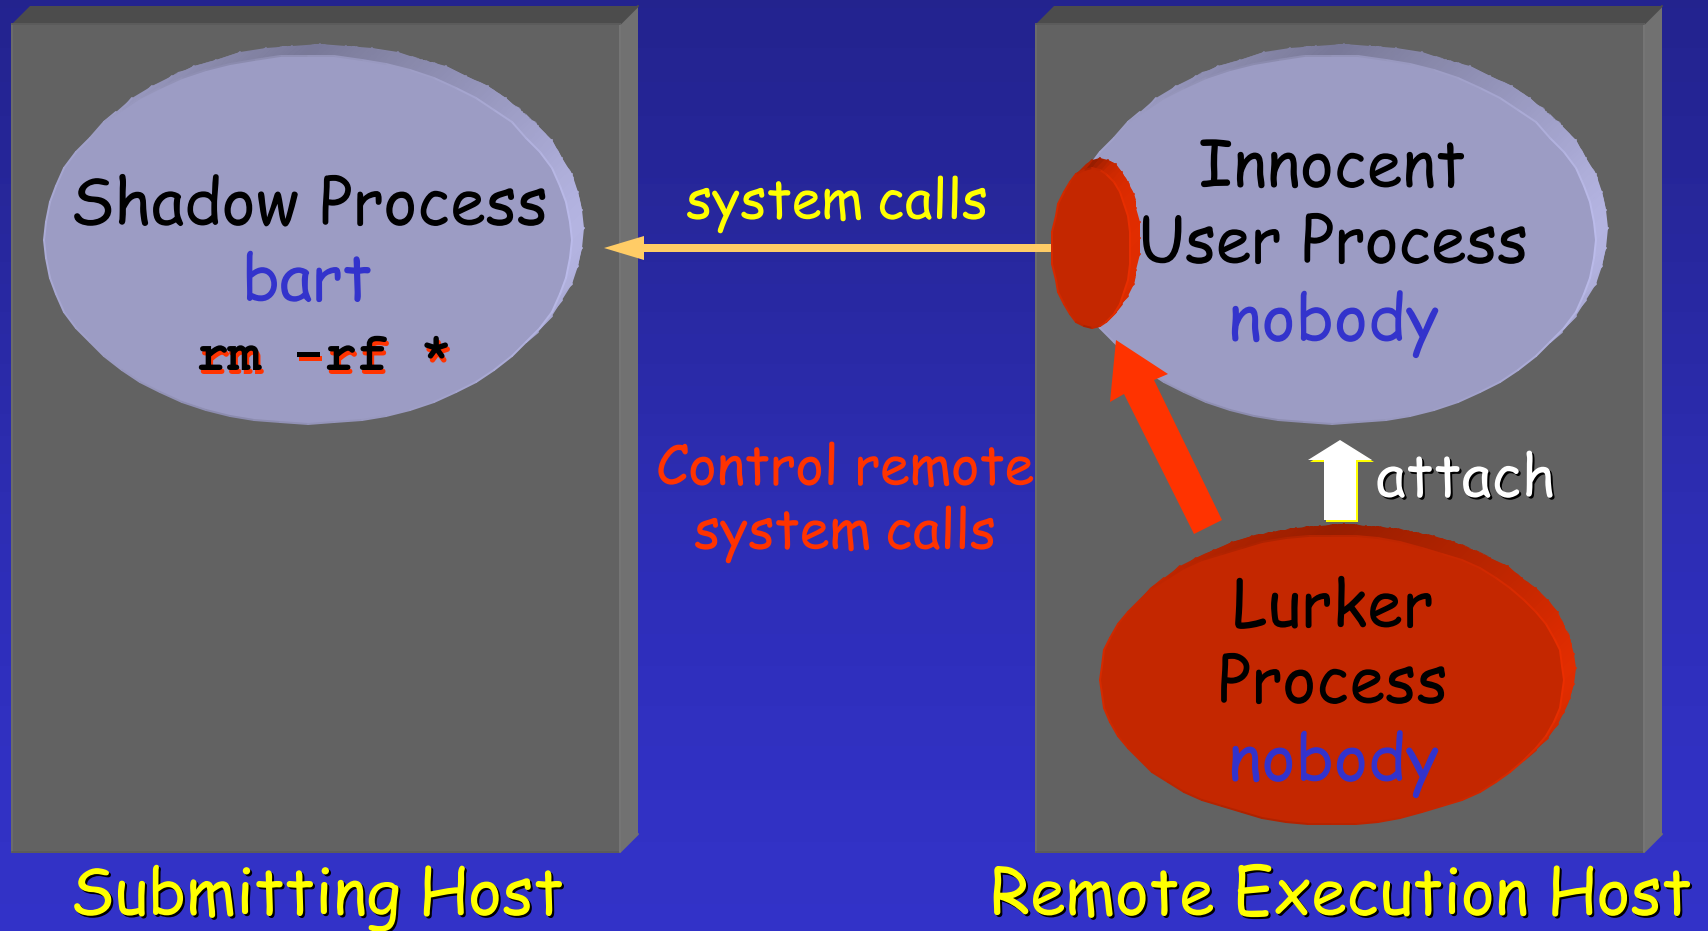 Shadow Process
bart
rm -rf *
system calls
Control remote
system calls
Innocent
User Process
nobody
attach
Lurker
Process
nobody
Submitting Host
Remote Execution Host